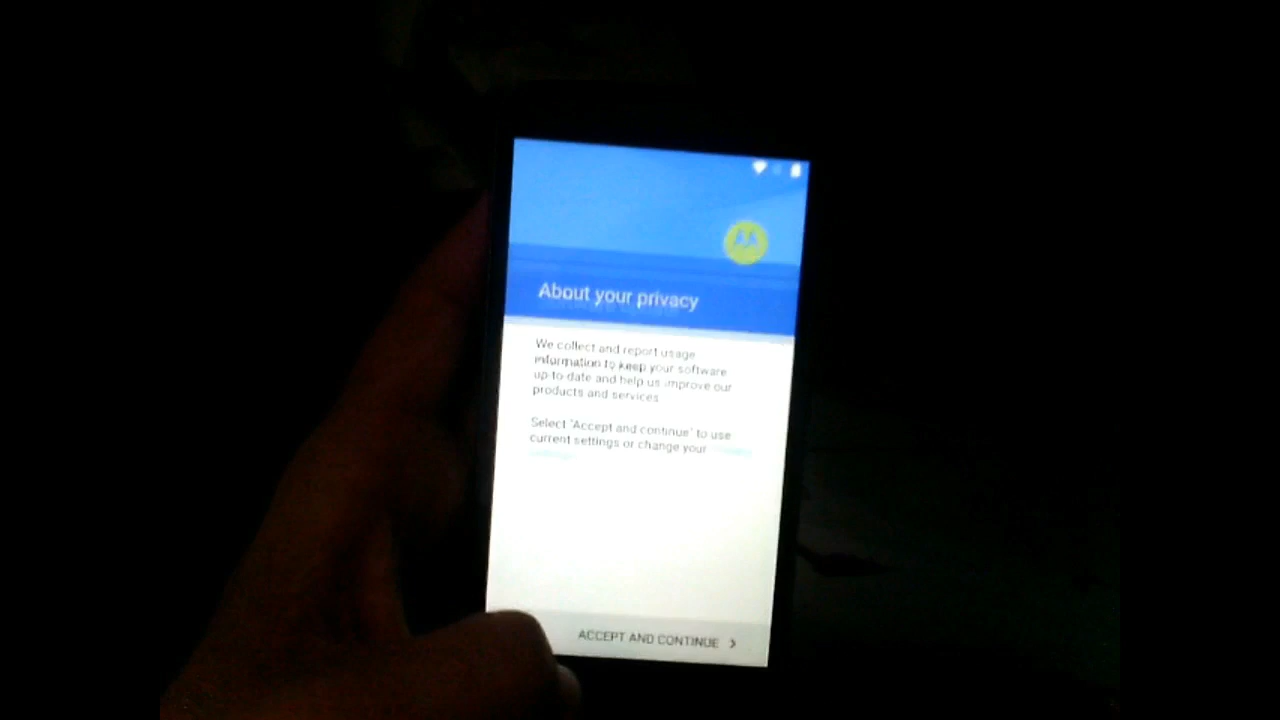 About your privacy
We collect and report usage
information to keep your software
up-to-date and help us improve our
products and services.
Select "Accept and continue" to use
current settings or change your
ACCEPT AND CONTINUE